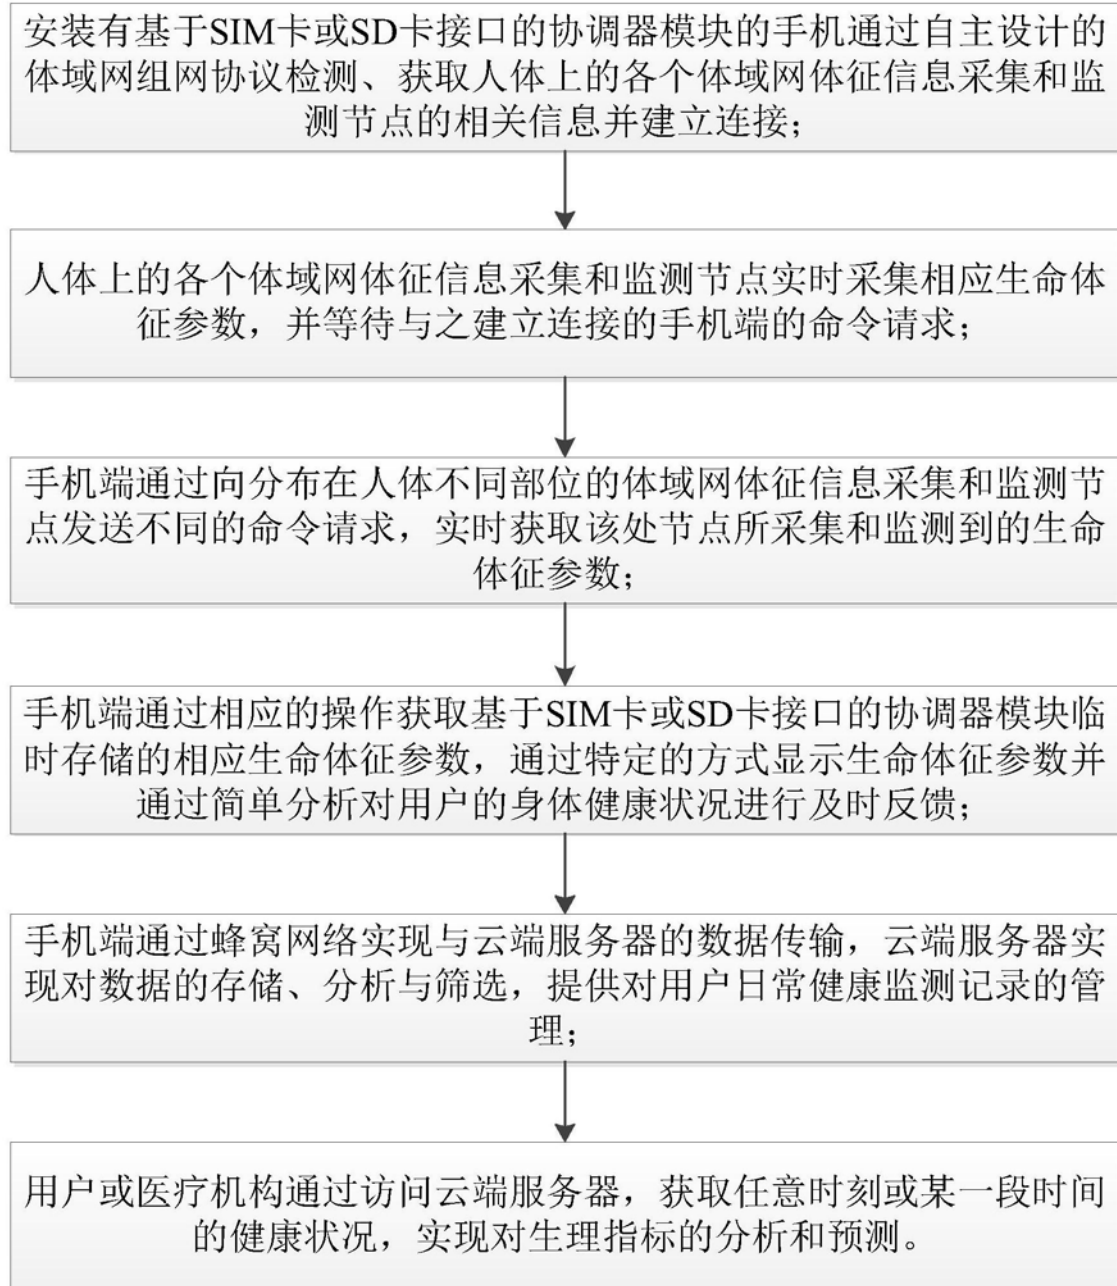 安装有基于SIM卡或SD卡接口的协调器模块的手机通过自主设计的
体域网组网协议检测、获取人体上的各个体域网体征信息采集和监
测节点的相关信息并建立连接；
人体上的各个体域网体征信息采集和监测节点实时采集相应生命体
征参数，并等待与之建立连接的手机端的命令请求；
手机端通过向分布在人体不同部位的体域网体征信息采集和监测节
点发送不同的命令请求，实时获取该处节点所采集和监测到的生命
体征参数；
手机端通过相应的操作获取基于SIM卡或SD卡接口的协调器模块临
时存储的相应生命体征参数，通过特定的方式显示生命体征参数并
通过简单分析对用户的身体健康状况进行及时反馈；
手机端通过蜂窝网络实现与云端服务器的数据传输，云端服务器实
现对数据的存储、分析与筛选，提供对用户日常健康监测记录的管
理；
用户或医疗机构通过访问云端服务器，获取任意时刻或某一段时间
的健康状况，实现对生理指标的分析和预测。